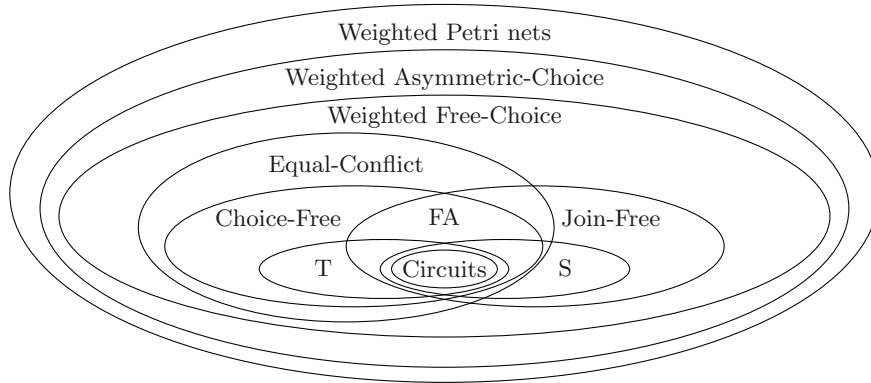 Weighted Petri nets
Weighted Asymmetric-Choice
Weighted Free-Choice
Equal-Conflict
Choice-Free
FA
Join-Free
T
Circuits
S